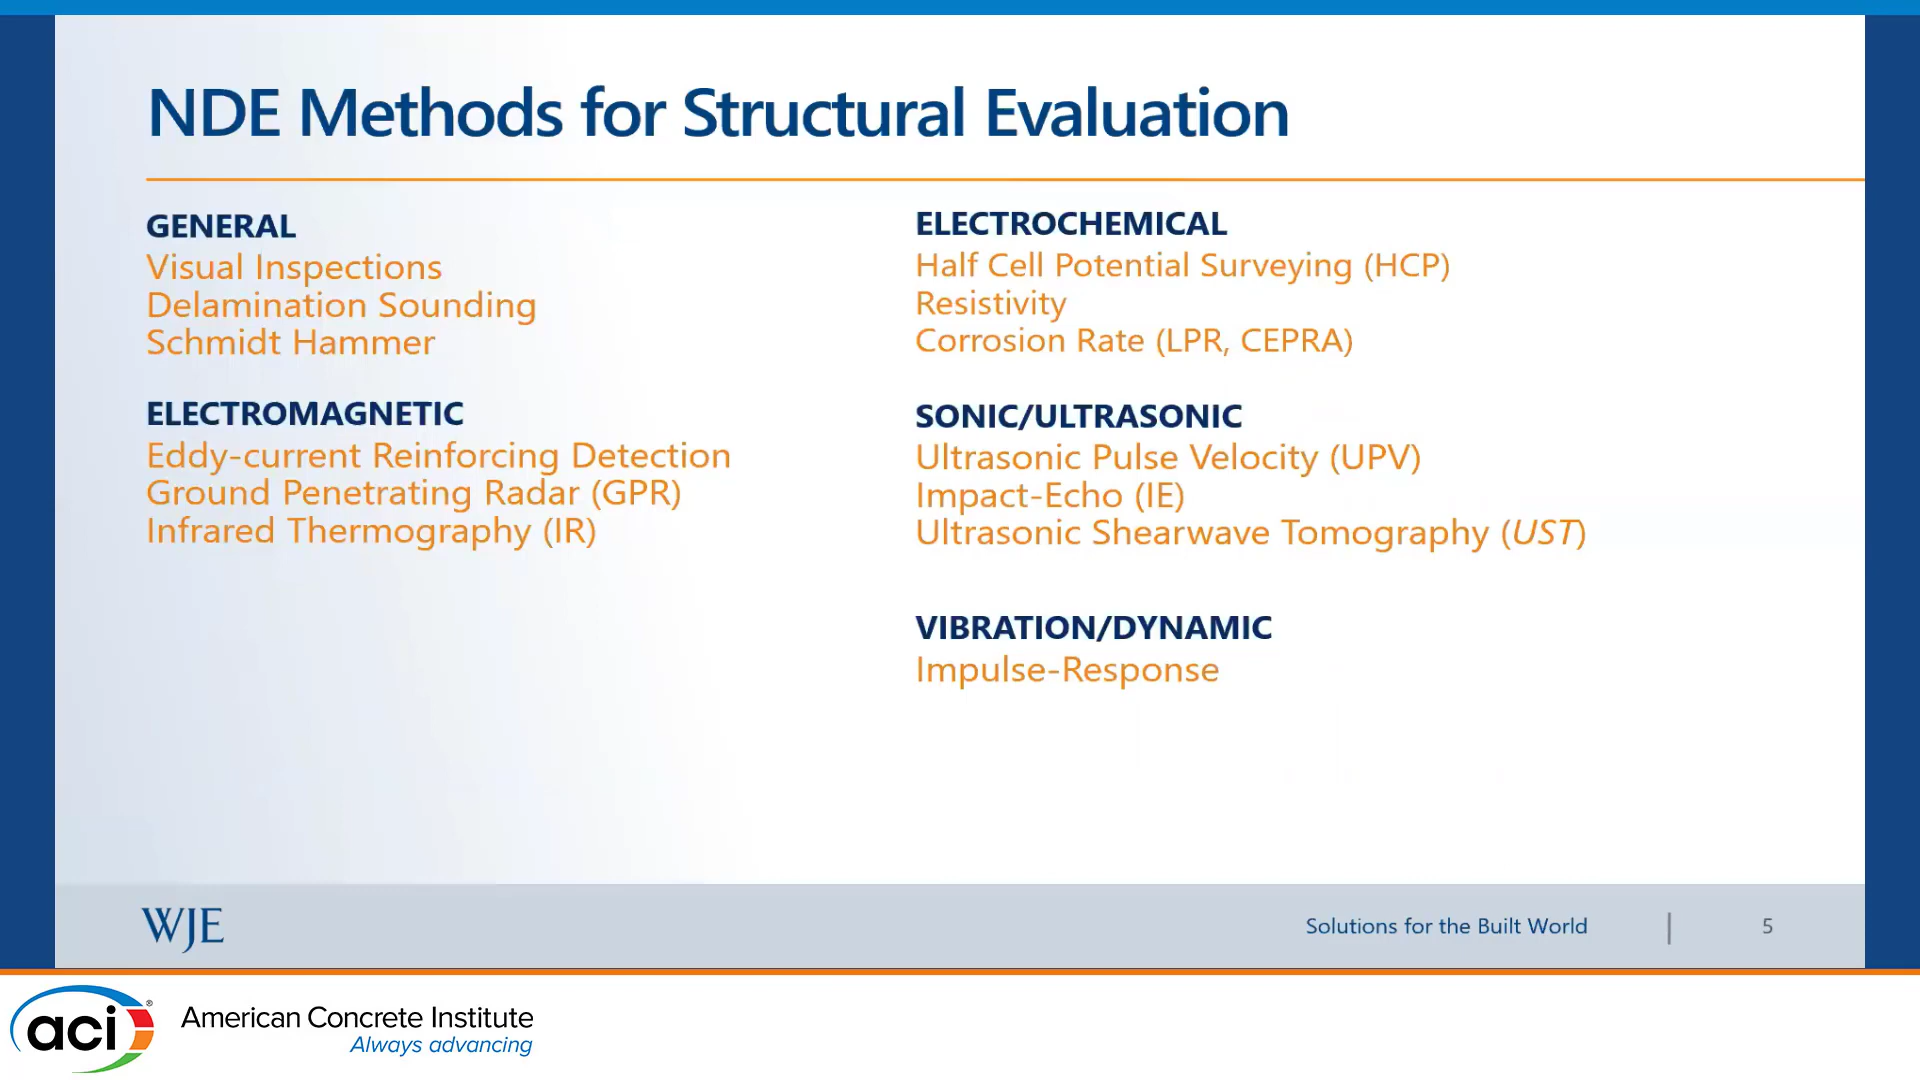 NDE Methods for Structural Evaluation
GENERAL
Visual Inspections
Delamination Sounding
Schmidt Hammer
ELECTROMAGNETIC
Eddy-current Reinforcing Detection
Ground Penetrating Radar (GPR)
Infrared Thermography (IR)
ELECTROCHEMICAL
Half Cell Potential Surveying (HCP)
Resistivity
Corrosion Rate (LPR, CEPRA)
SONIC/ULTRASONIC
Ultrasonic Pulse Velocity (UPV)
Impact-Echo (IE)
Ultrasonic Shearwave Tomography (UST)
VIBRATION/DYNAMIC
Impulse-Response
WJE
Solutions for the Built World | 5
aci®
American Concrete Institute
Always advancing